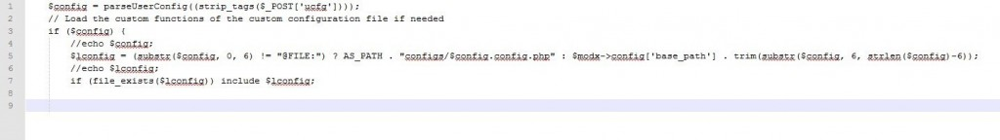 1 $config = parseUserConfig((strip_tags($_POST['ucfg'])));
2 // Load the custom functions of the custom configuration file if needed
3 if ($config) {
4 //echo $config;
5 $lconfig = (substr($config, 0, 6) != "@FILE:") ? AS_PATH . "configs/$config.config.php" : $modx->config['base_path'] . trim(substr($config, 6, strlen($config)-6));
6 //echo $lconfig;
7 if (file_exists($lconfig)) include $lconfig;
8
9